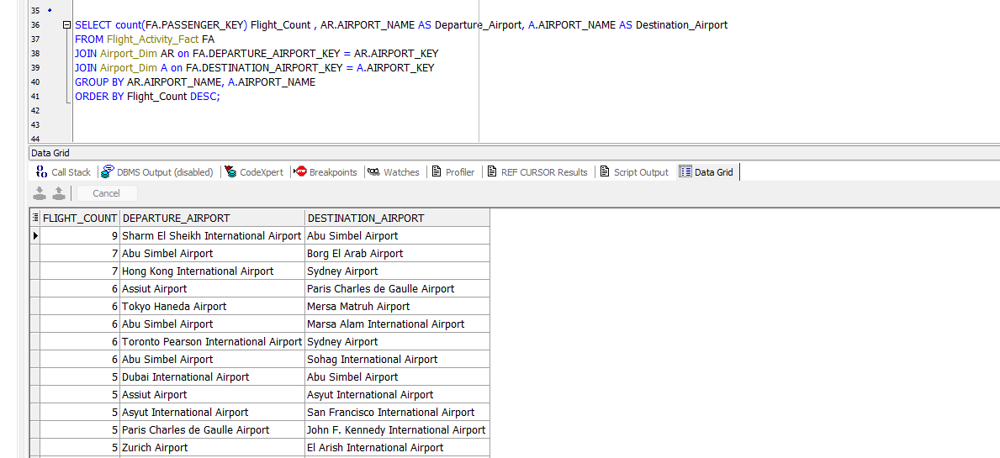 35
36 SELECT count(FA.PASSENGER_KEY) Flight_Count , AR.AIRPORT_NAME AS Departure_Airport, A.AIRPORT_NAME AS Destination_Airport
37 FROM Flight_Activity_Fact FA
38 JOIN Airport_Dim AR on FA.DEPARTURE_AIRPORT_KEY = AR.AIRPORT_KEY
39 JOIN Airport_Dim A on FA.DESTINATION_AIRPORT_KEY = A.AIRPORT_KEY
40 GROUP BY AR.AIRPORT_NAME, A.AIRPORT_NAME
41 ORDER BY Flight_Count DESC;
42
43
44
Data Grid
Call Stack DBMS Output (disabled) CodeXpert Breakpoints Watches Profiler REF CURSOR Results Script Output Data Grid
Cancel
FLIGHT_COUNT DEPARTURE_AIRPORT DESTINATION_AIRPORT
9 Sharm El Sheikh International Airport Abu Simbel Airport
7 Abu Simbel Airport Borg El Arab Airport
7 Hong Kong International Airport Sydney Airport
6 Assiut Airport Paris Charles de Gaulle Airport
6 Tokyo Haneda Airport Mersa Matruh Airport
6 Abu Simbel Airport Marsa Alam International Airport
6 Toronto Pearson International Airport Sydney Airport
6 Abu Simbel Airport Sohag International Airport
5 Dubai International Airport Abu Simbel Airport
5 Assiut Airport Asyut International Airport
5 Asyut International Airport San Francisco International Airport
5 Paris Charles de Gaulle Airport John F. Kennedy International Airport
5 Zurich Airport El Arish International Airport